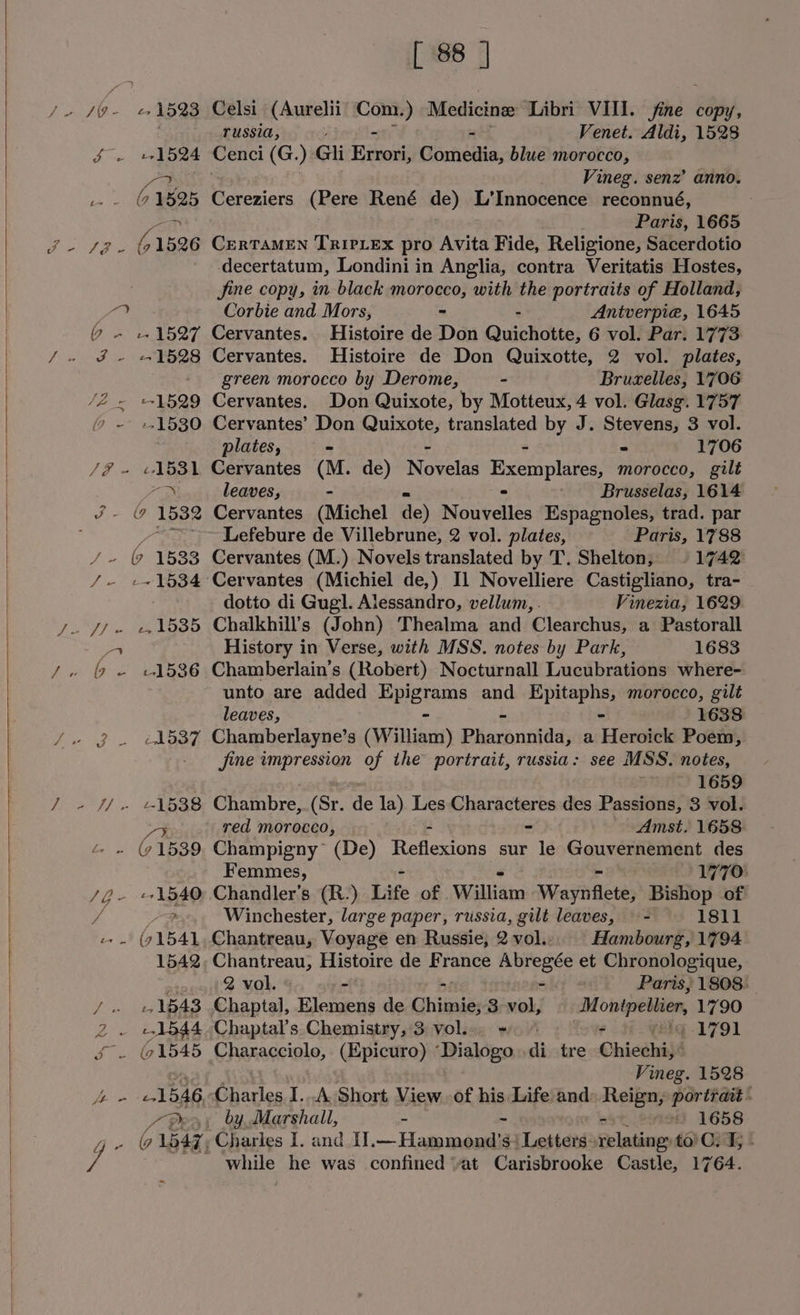 [ 88 ]
1523 Celsi (Aurelii Com.) Medicinæ Libri VIII. fine copy,
russia, - - Venet. Aldi, 1528
1524 Cenci (G.) Gli Errori, Comedia, blue morocco,
Vineg. senz' anno.
1525 Cereziers (Pere René de) L'Innocence reconnué,
Paris, 1665
1526 CERTAMEN TRIPLEX pro Avita Fide, Religione, Sacerdotio
decertatum, Londini in Anglia, contra Veritatis Hostes,
fine copy, in black morocco, with the portraits of Holland,
Corbie and Mors, - - Antverpiæ, 1645
1527 Cervantes. Histoire de Don Quichotte, 6 vol. Par. 1773
1528 Cervantes. Histoire de Don Quixotte, 2 vol. plates,
green morocco by Derome, - Bruxelles, 1706
1529 Cervantes. Don Quixote, by Motteux, 4 vol. Glasg. 1757
1530 Cervantes' Don Quixote, translated by J. Stevens, 3 vol.
plates, - - - - 1706
1531 Cervantes (M. de) Novelas Exemplares, morocco, gilt
leaves, - - - Brusselas, 1614
1532 Cervantes (Michel de) Nouvelles Espagnoles, trad. par
Lefebure de Villebrune, 2 vol. plates, Paris, 1788
1533 Cervantes (M.) Novels translated by T. Shelton, 1742
1534 Cervantes (Michiel de,) Il Novelliere Castigliano, tra-
dotto di Gugl. Alessandro, vellum, Vinezia, 1629
1535 Chalkhill's (John) Thealma and Clearchus, a Pastorall
History in Verse, with MSS. notes by Park, 1683
1536 Chamberlain's (Robert) Nocturnall Lucubrations where-
unto are added Epigrams and Epitaphs, morocco, gilt
leaves, - - - 1638
1537 Chamberlayne's (William) Pharonnida, a Heroick Poem,
fine impression of the portrait, russia: see MSS. notes,
1659
1538 Chambre, (Sr. de la) Les Characteres des Passions, 3 vol.
red morocco, - - Amst. 1658
1539 Champigny (De) Reflexions sur le Gouvernement des
Femmes, - - - 1770
1540 Chandler's (R.) Life of William Waynflete, Bishop of
Winchester, large paper, russia, gilt leaves, - 1811
1541 Chantreau, Voyage en Russie, 2 vol. Hambourg, 1794
1542 Chantreau, Histoire de France Abregée et Chronologique,
2 vol. - - - Paris, 1808
1543 Chaptal, Elemens de Chimie, 3 vol, Montpellier, 1790
1544 Chaptal's Chemistry, 3 vol. - - 1791
1545 Characciolo, (Epicuro) Dialogo di tre Chiechi,
Vineg. 1528
1546 Charles I. A Short View of his Life and Reign, portrait
by Marshall, - - - 1658
1547 Charles I. and II.—Hammond's Letters relating to C. I,
while he was confined at Carisbrooke Castle, 1764.